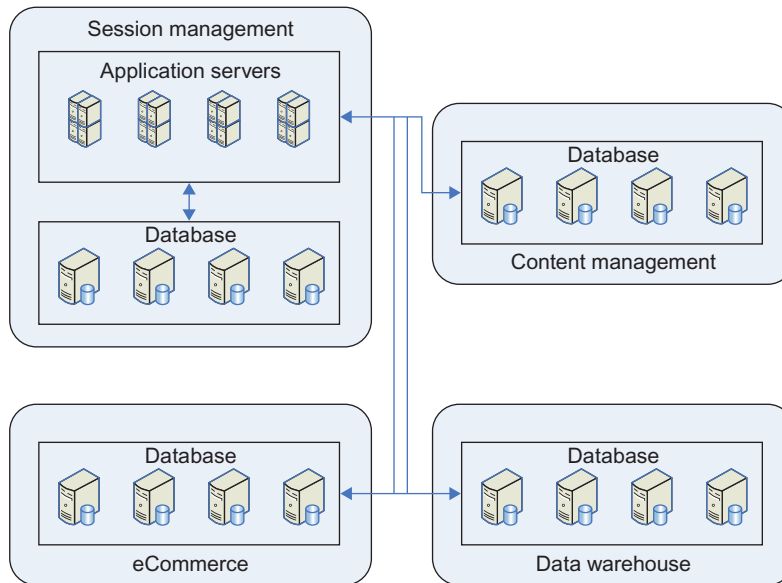 Session management
Application servers
Database
Database
Content management
Database
eCommerce
Database
Data warehouse